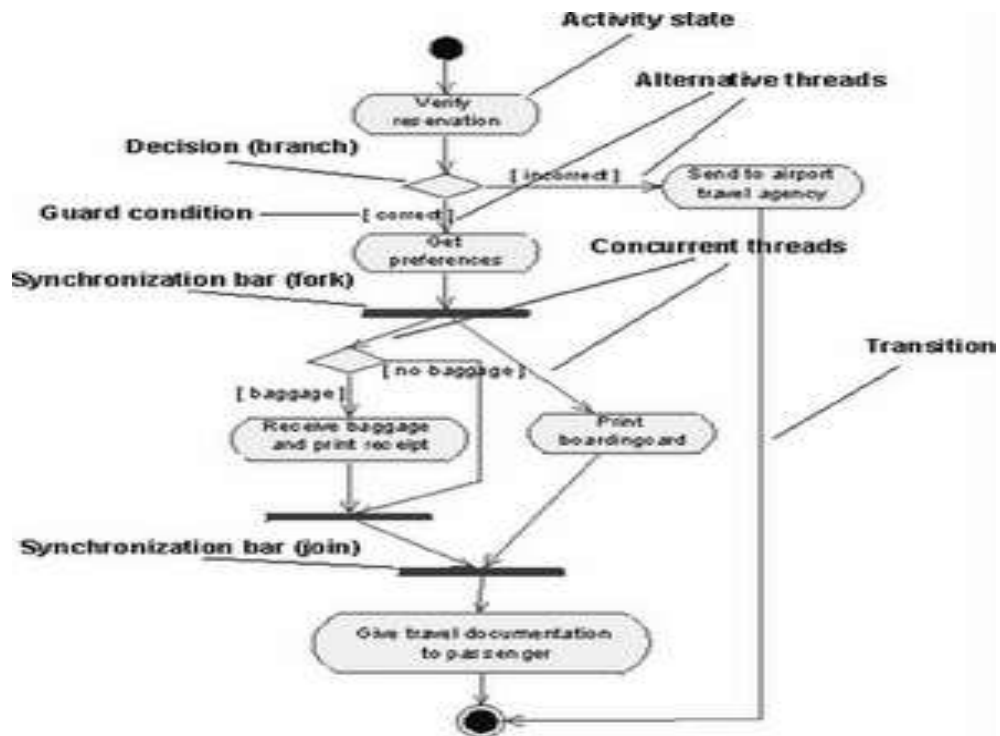 Activity state
Alternative threads
Verify
reservation
Decision (branch)
[ incorrect ]
Send to airport
travel agency
Guard condition
[ correct ]
Get
preferences
Concurrent threads
Synchronization bar (fork)
Transition
[ no baggage ]
[ baggage ]
Receive baggage
and print receipt
Print
boardingoard
Synchronization bar (join)
Give travel documentation
to passenger